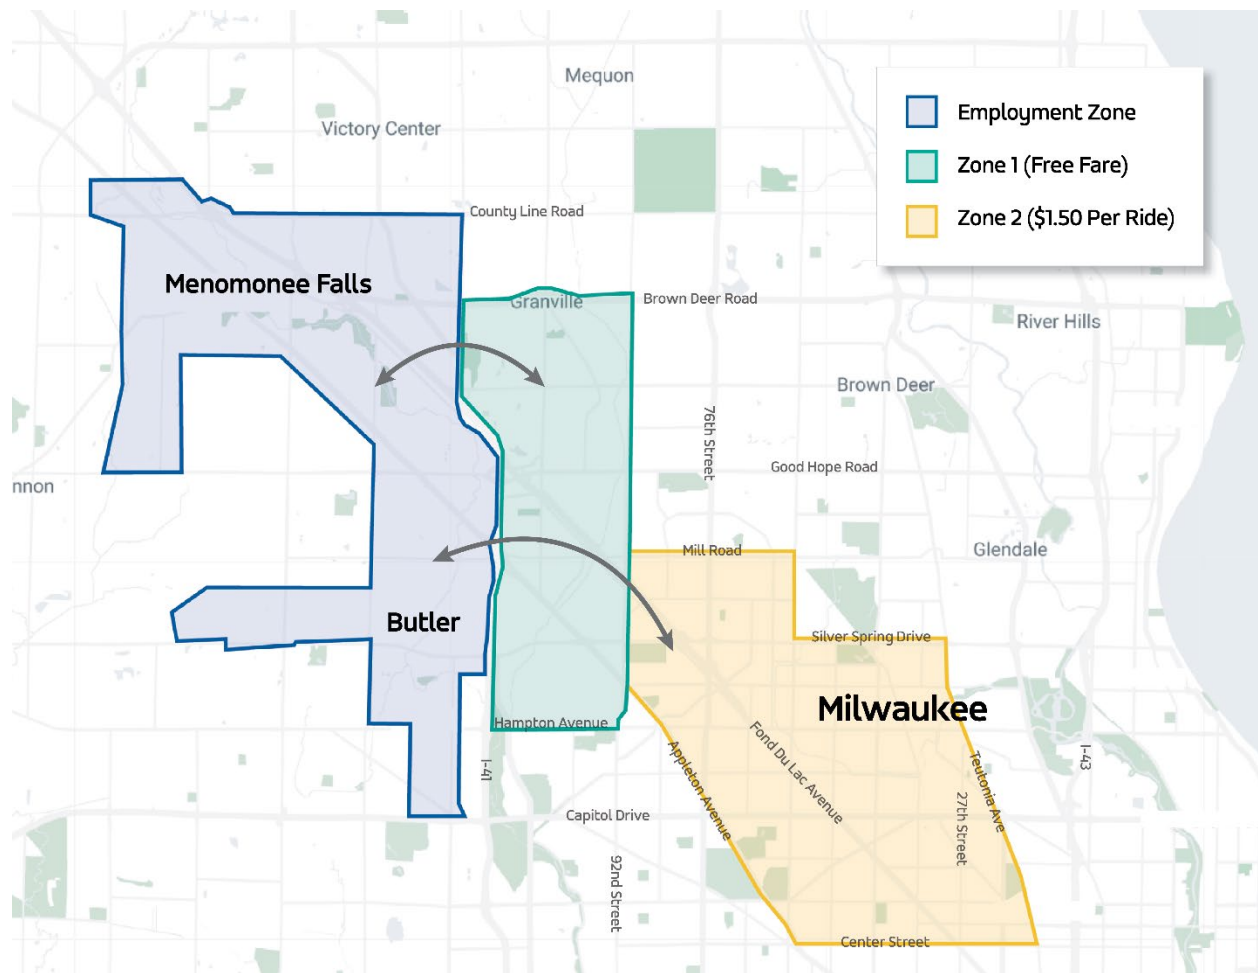 Mequon
Victory Center
Employment Zone
Zone 1 (Free Fare)
Zone 2 ($1.50 Per Ride)
County Line Road
Menomonee Falls
Granville
Brown Deer Road
River Hills
Brown Deer
76th Street
Good Hope Road
nnon
Mill Road
Glendale
Butler
Silver Spring Drive
Milwaukee
Hampton Avenue
Fond Du Lac Avenue
Appleton Avenue
Teutonia Ave
I-41
I-43
27th Street
Capitol Drive
92nd Street
Center Street